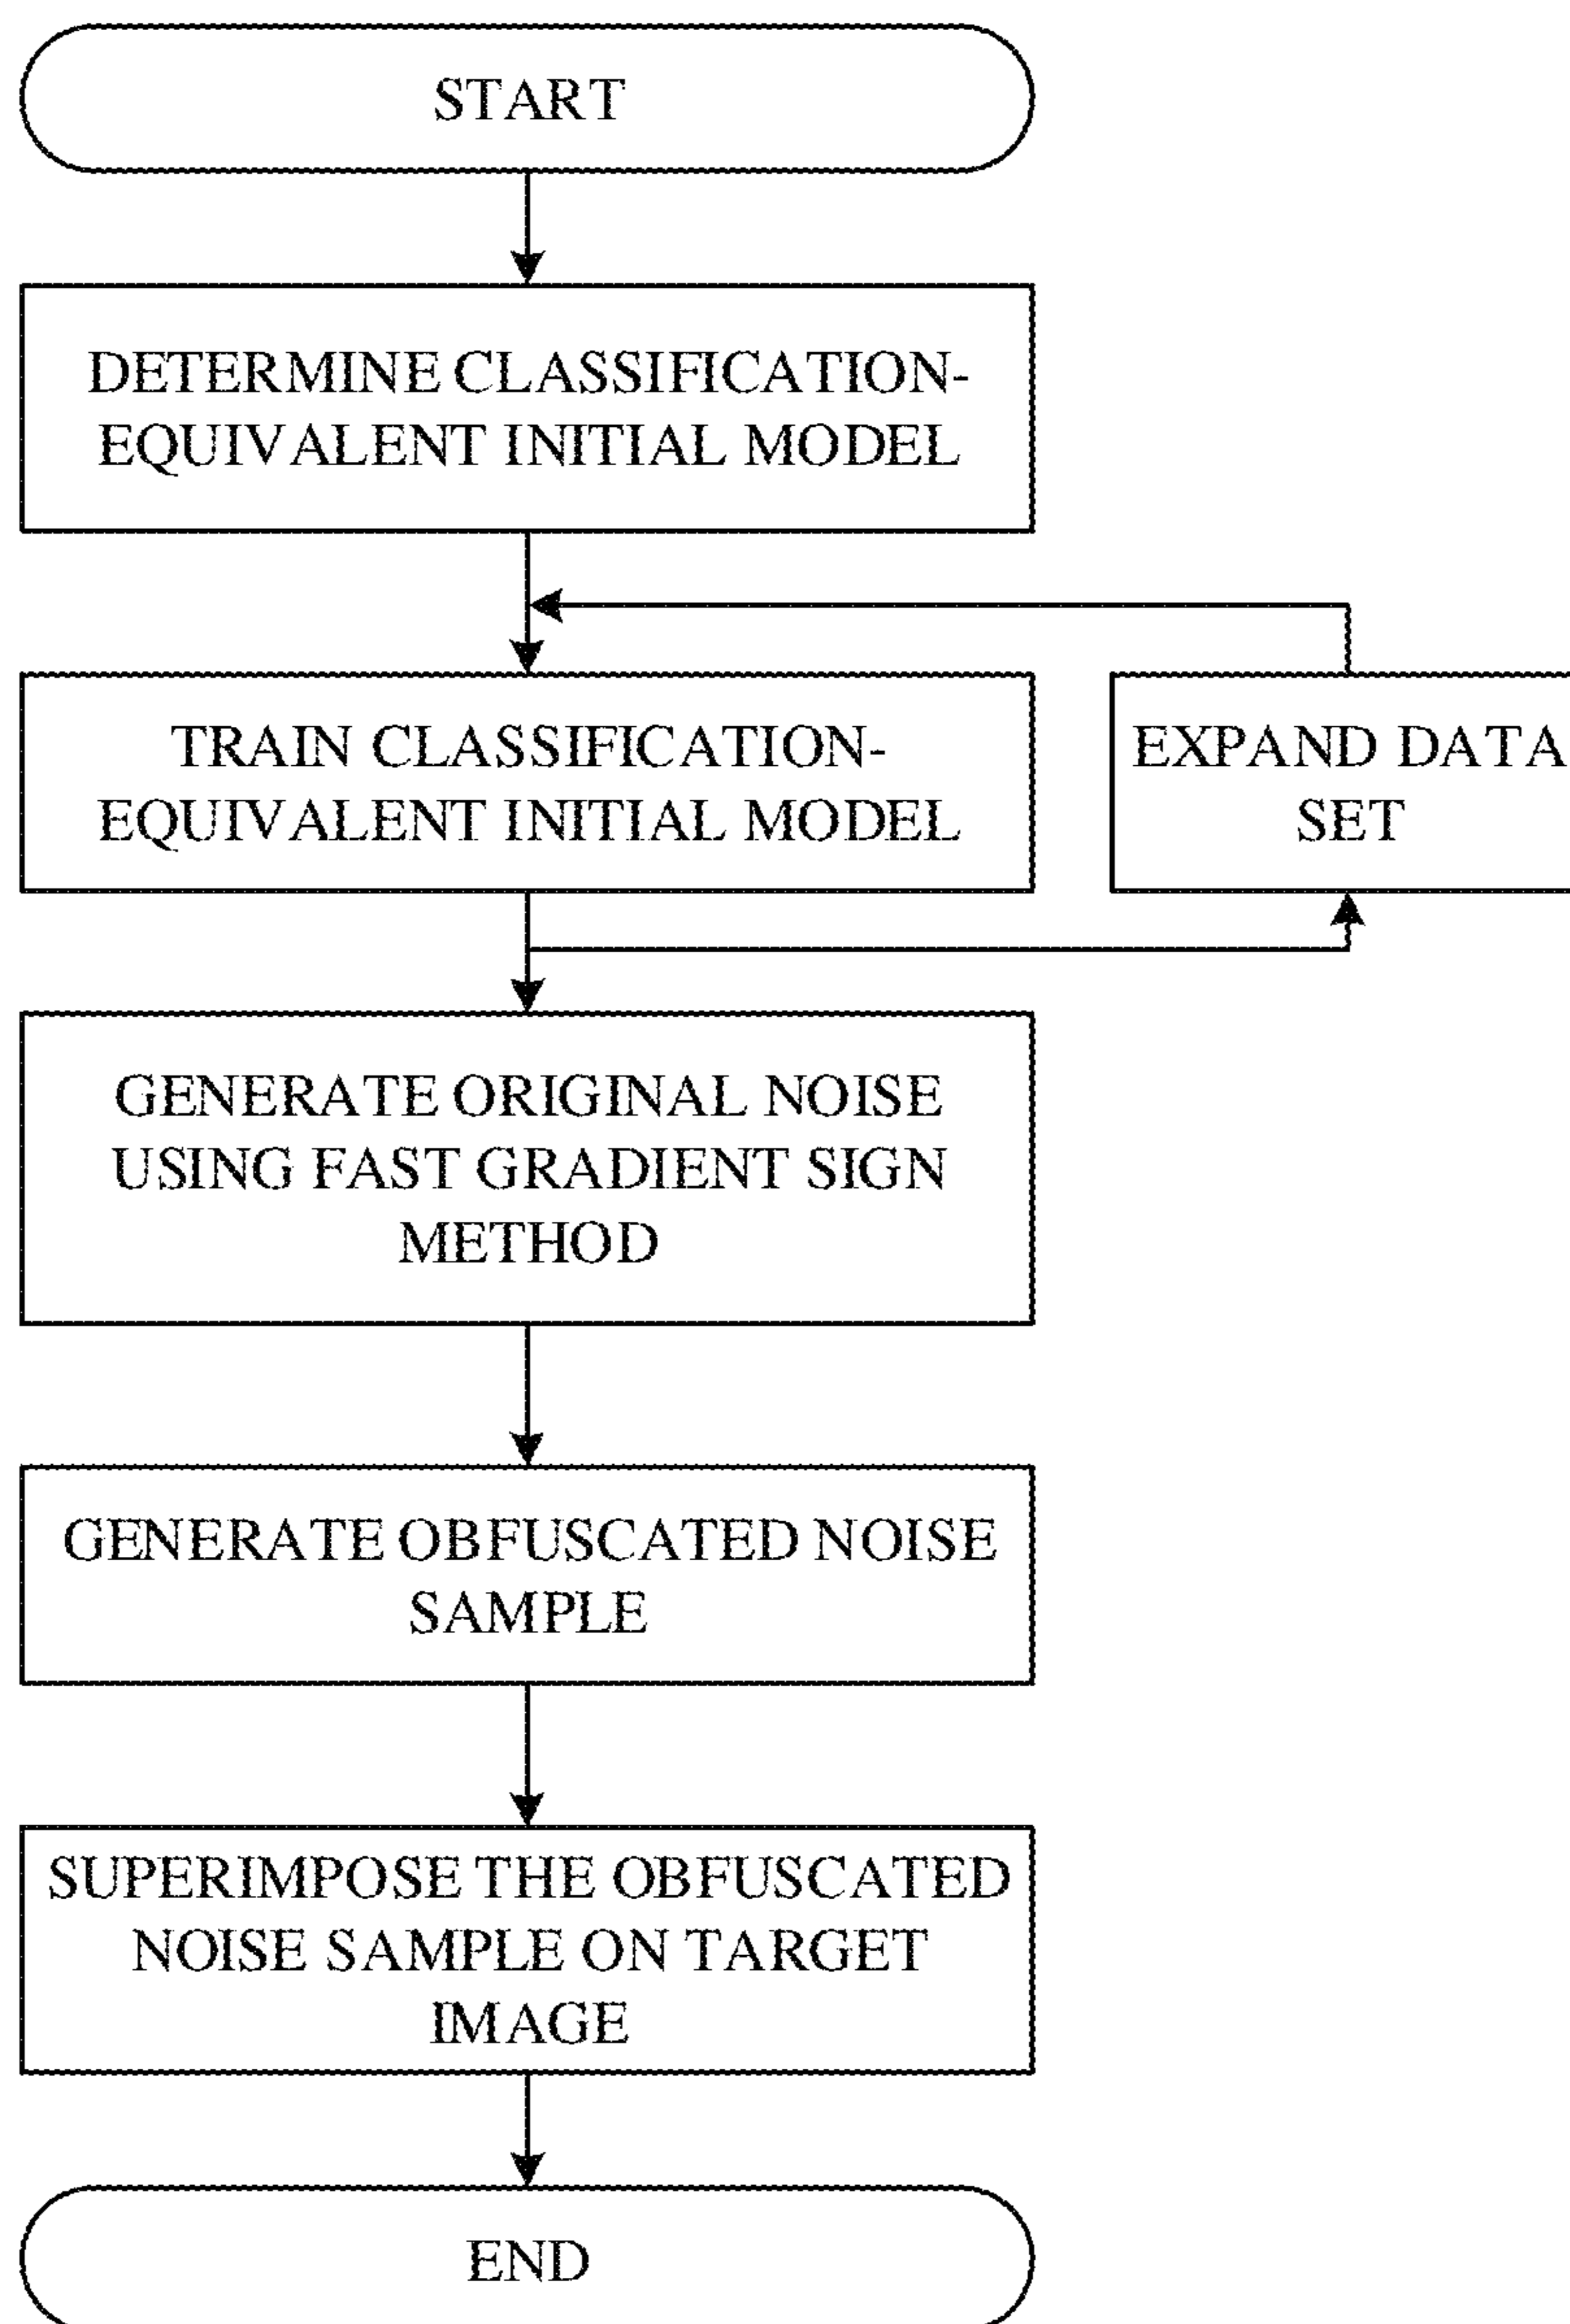 START
DETERMINE CLASSIFICATION-
EQUIVALENT INITIAL MODEL
TRAIN CLASSIFICATION-
EQUIVALENT INITIAL MODEL
EXPAND DATA
SET
GENERATE ORIGINAL NOISE
USING FAST GRADIENT SIGN
METHOD
GENERATE OBFUSCATED NOISE
SAMPLE
SUPERIMPOSE THE OBFUSCATED
NOISE SAMPLE ON TARGET
IMAGE
END